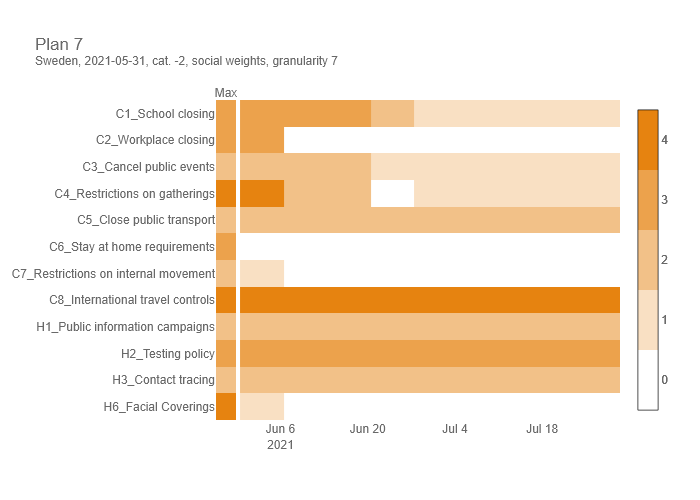 Plan 7
Sweden, 2021-05-31, cat. -2, social weights, granularity 7
Max
C1_School closing
C2_Workplace closing
C3_Cancel public events
C4_Restrictions on gatherings
C5_Close public transport
C6_Stay at home requirements
C7_Restrictions on internal movement
C8_International travel controls
H1_Public information campaigns
H2_Testing policy
H3_Contact tracing
H6_Facial Coverings
4
3
2
1
0
Jun 6 Jun 20 Jul 4 Jul 18
2021